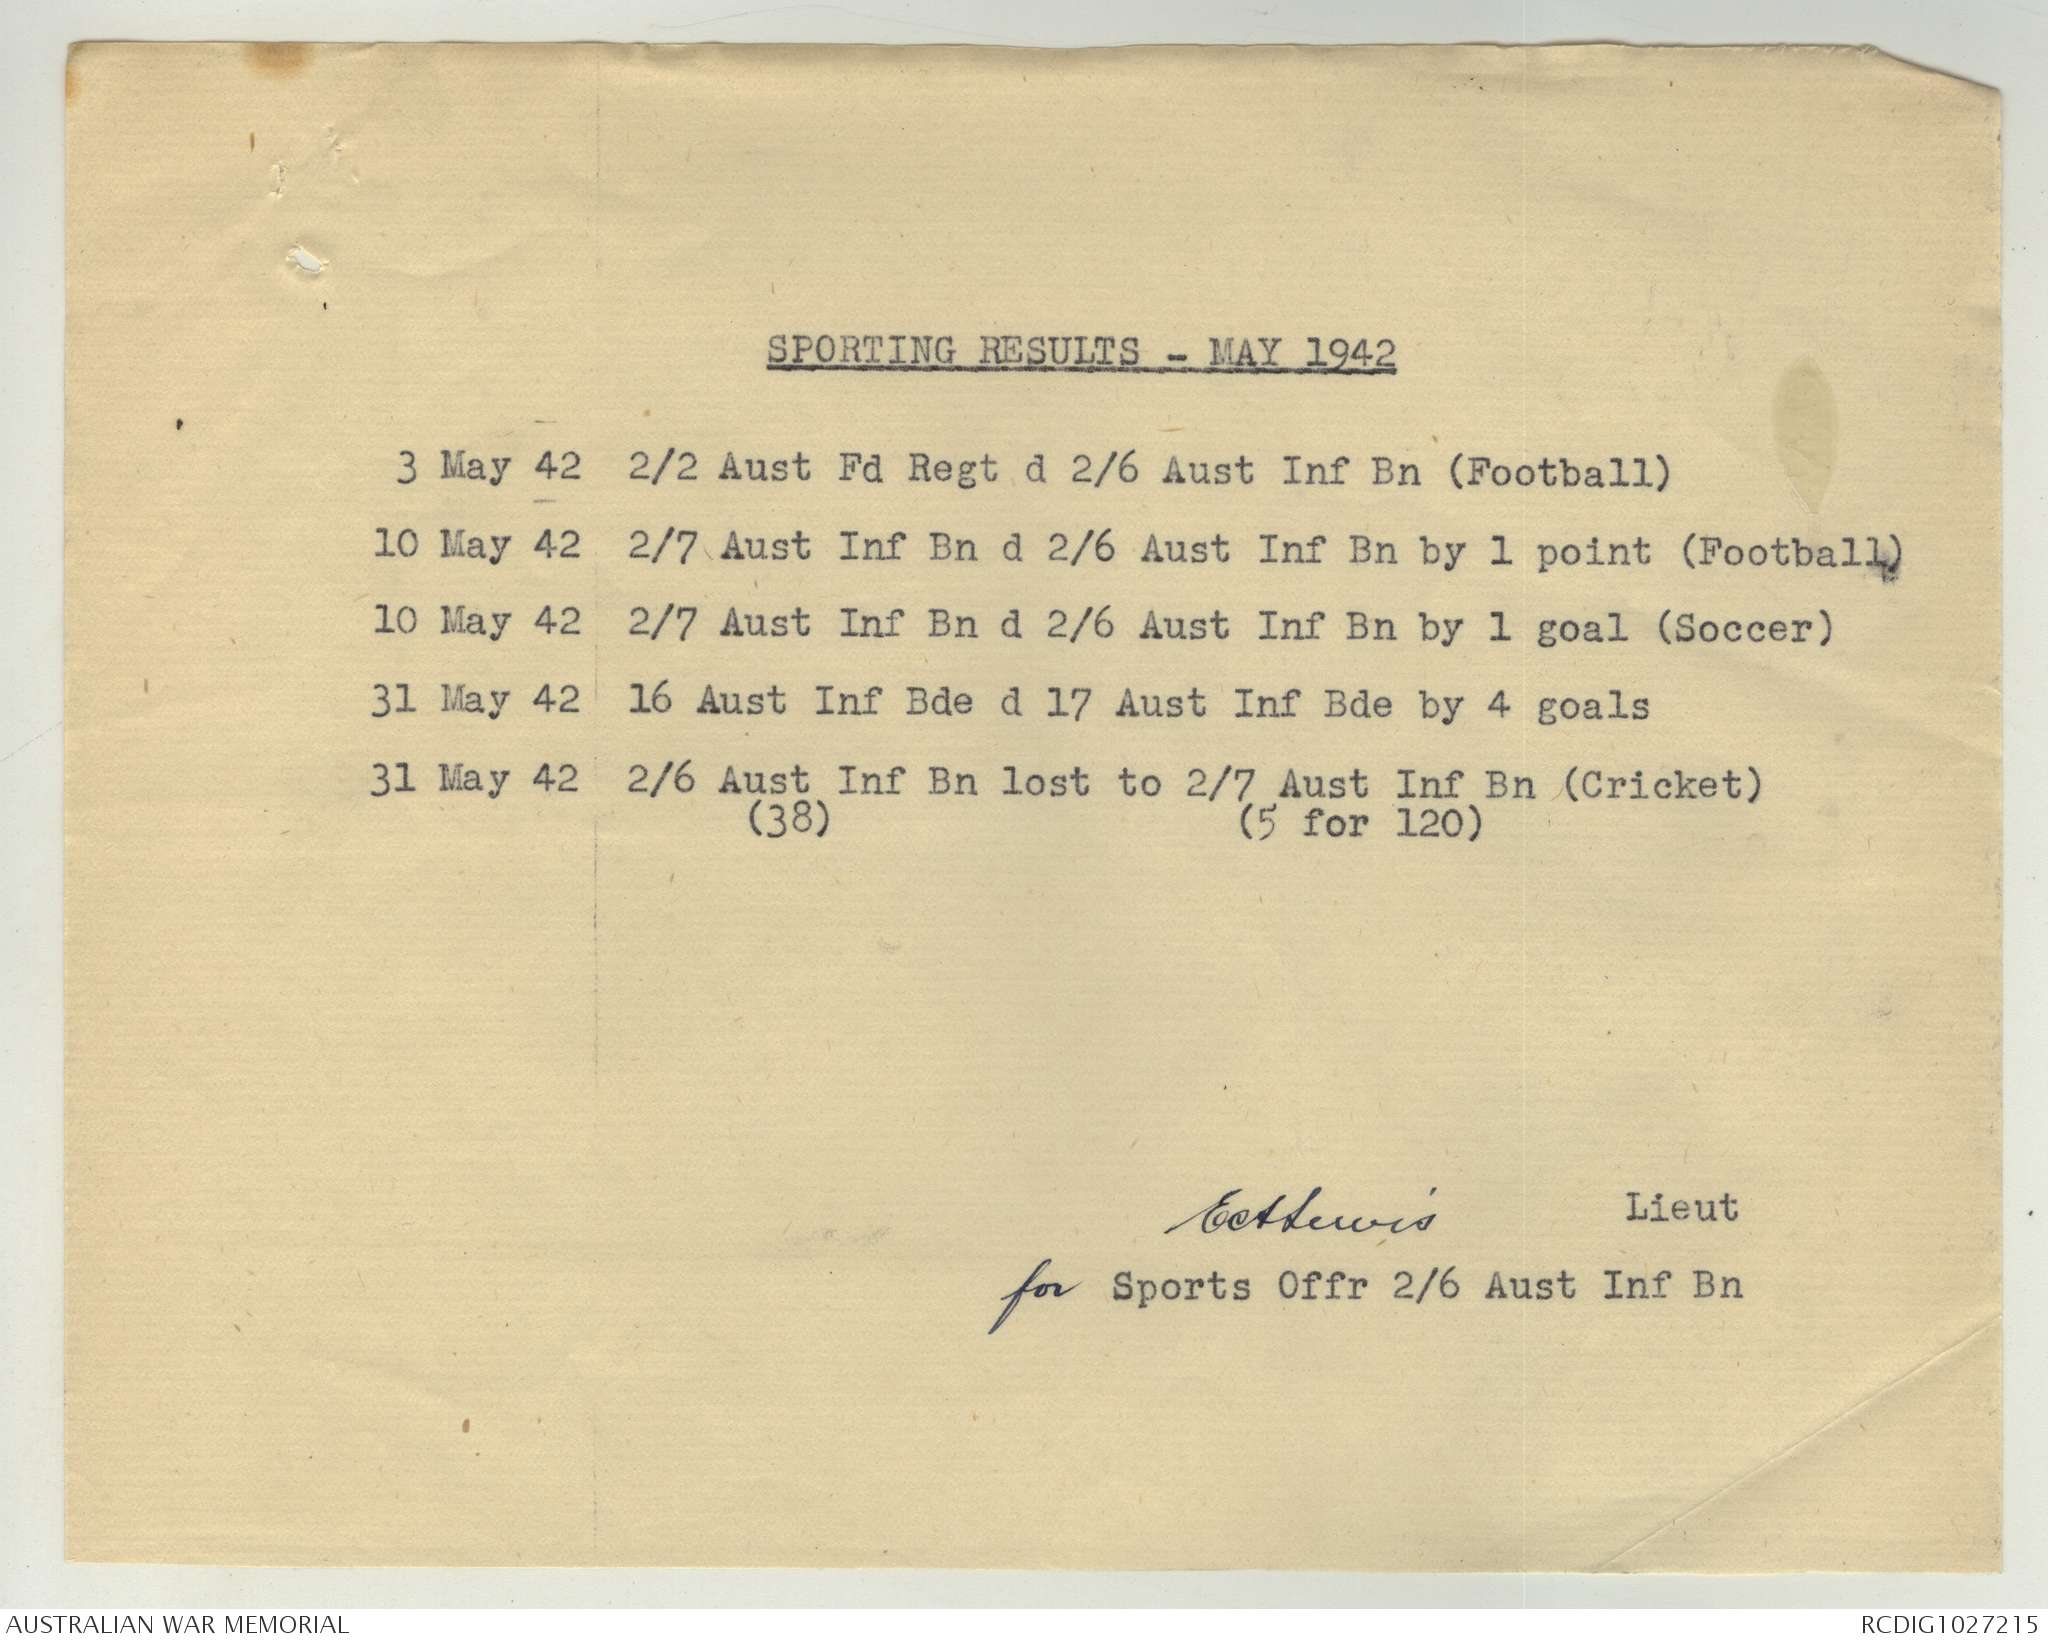 SPORTING RESULTS - MAY 1942
3 May 42 2/2 Aust Fd Regt d 2/6 Aust Inf Bn (Football)
10 May 42 2/7 Aust Inf Bn d 2/6 Aust Inf Bn by 1 point (Football)
10 May 42 2/7 Aust Inf Bn d 2/6 Aust Inf Bn by 1 goal (Soccer)
31 May 42 16 Aust Inf Bde d 17 Aust Inf Bde by 4 goals
31 May 42 2/6 Aust Inf Bn lost to 2/7 Aust Inf Bn (Cricket)
(38) (5 for 120)
Lieut
for Sports Offr 2/6 Aust Inf Bn
AUSTRALIAN WAR MEMORIAL RCDIG1027215